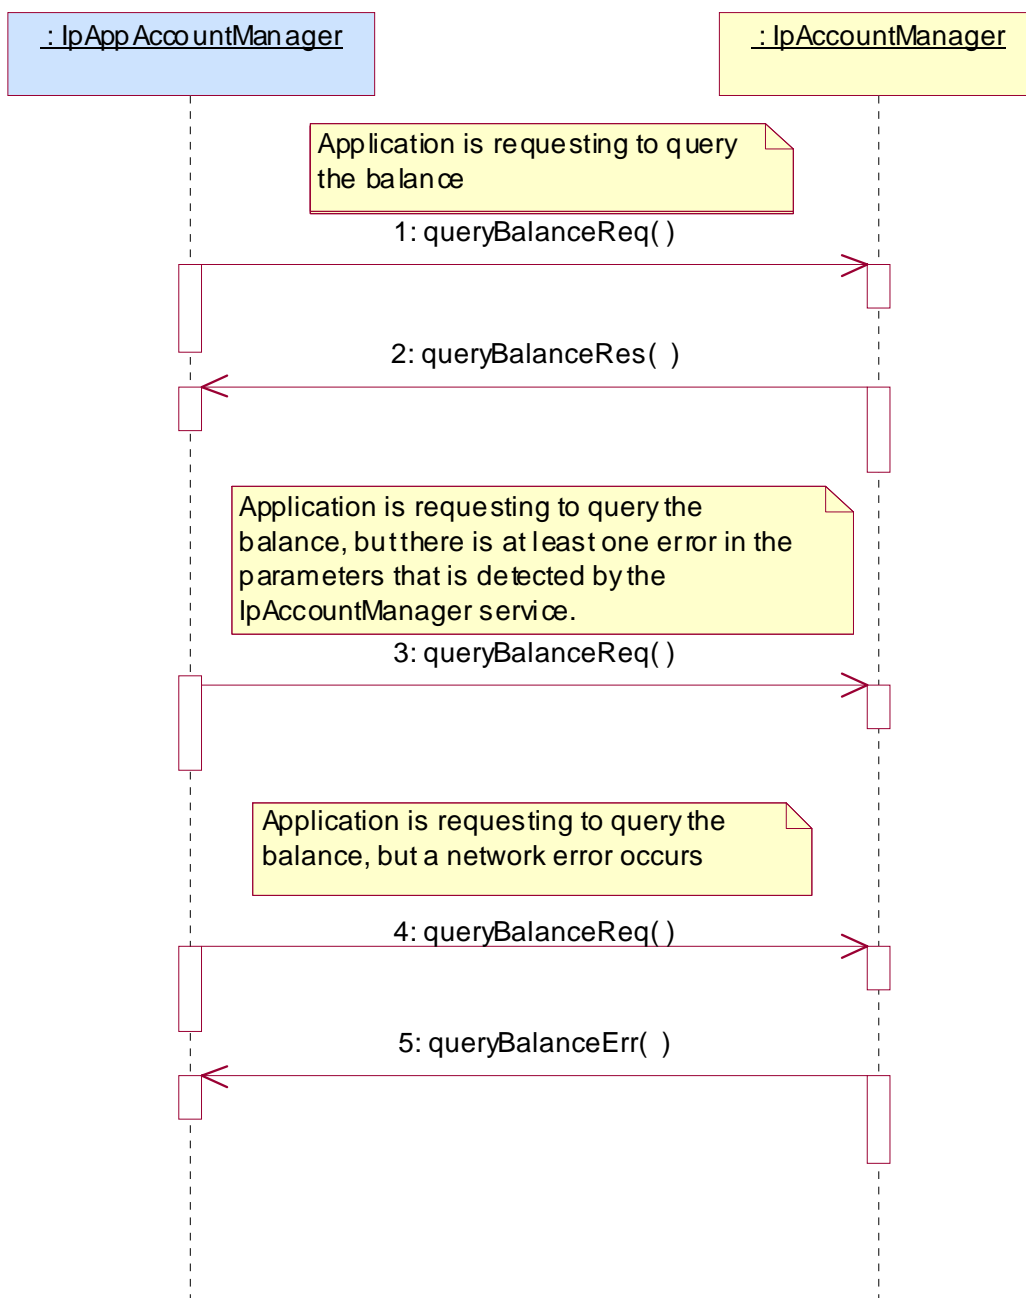 : IpAppAccountManager
: IpAccountManager
Application is requesting to query
the balance
1: queryBalanceReq( )
2: queryBalanceRes( )
Application is requesting to query the
balance, but there is at least one error in the
parameters that is detected by the
IpAccountManager service.
3: queryBalanceReq( )
Application is requesting to query the
balance, but a network error occurs
4: queryBalanceReq( )
5: queryBalanceErr( )